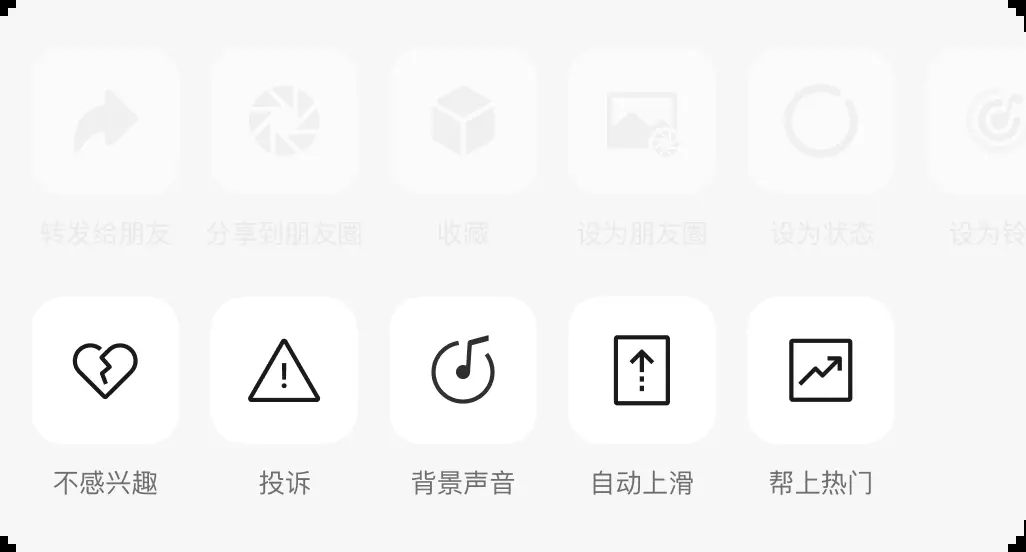 转发给朋友
分享到朋友圈
收藏
设为朋友圈
设为状态
设为铃
不感兴趣
投诉
背景声音
自动上滑
帮上热门